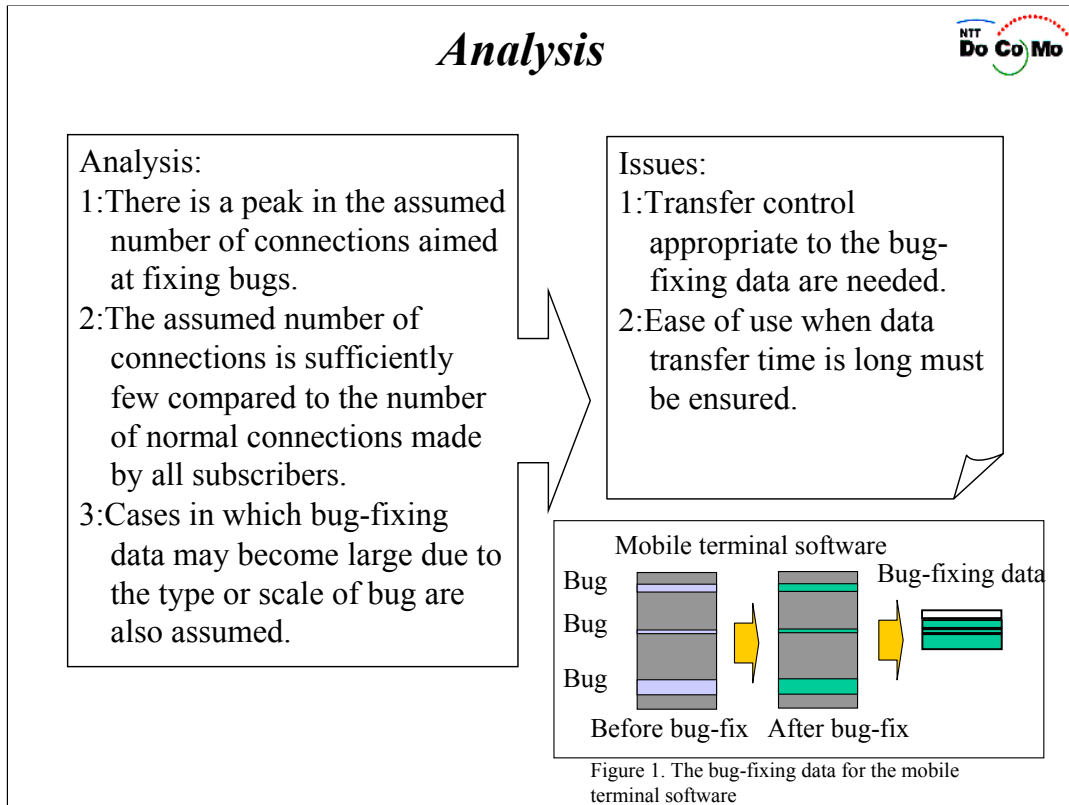 Analysis
NTT
Do Co Mo
Analysis:
1:There is a peak in the assumed
number of connections aimed
at fixing bugs.
2:The assumed number of
connections is sufficiently
few compared to the number
of normal connections made
by all subscribers.
3:Cases in which bug-fixing
data may become large due to
the type or scale of bug are
also assumed.
Issues:
1:Transfer control
appropriate to the bug-
fixing data are needed.
2:Ease of use when data
transfer time is long must
be ensured.
Mobile terminal software
Bug
Bug
Bug
Bug-fixing data
Before bug-fix
After bug-fix
Figure 1. The bug-fixing data for the mobile
terminal software